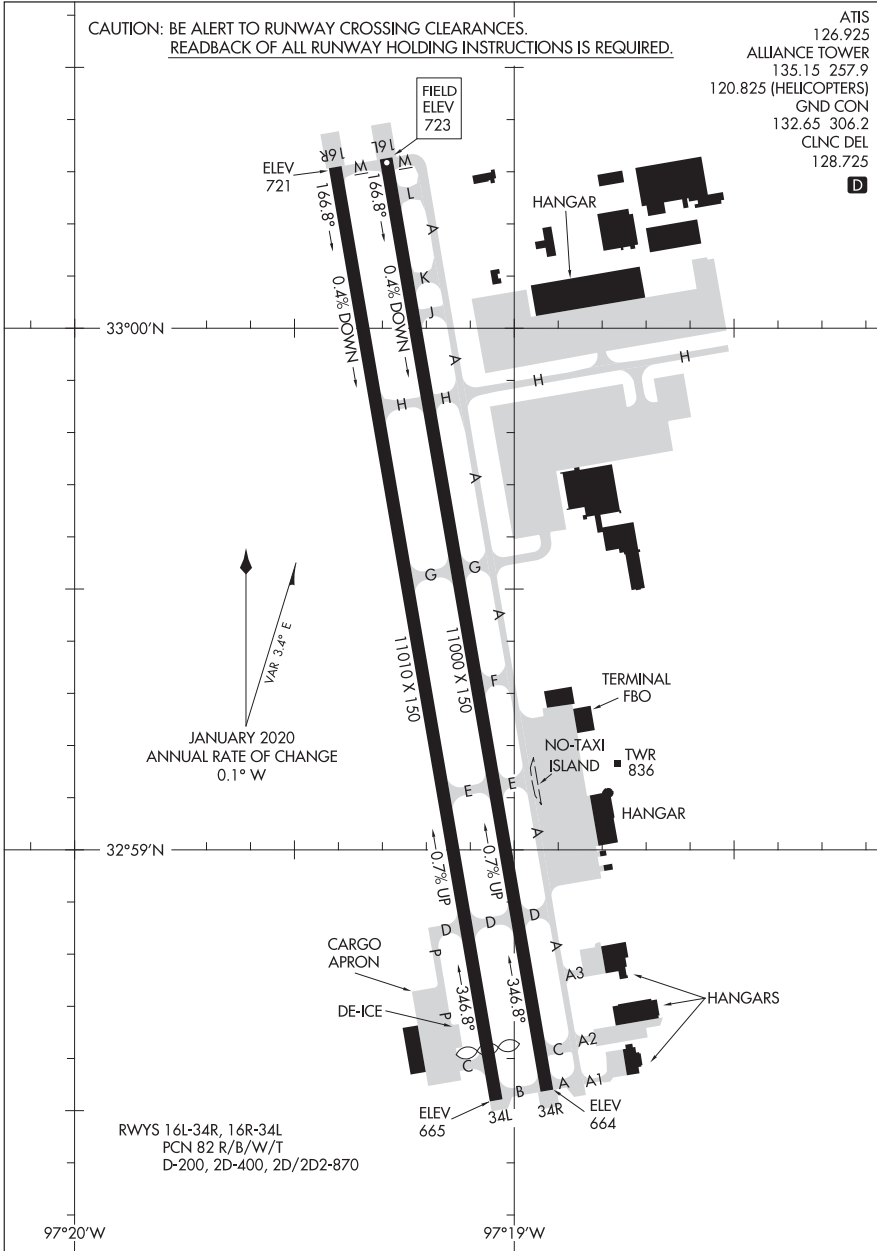 CAUTION: BE ALERT TO RUNWAY CROSSING CLEARANCES.
READBACK OF ALL RUNWAY HOLDING INSTRUCTIONS IS REQUIRED.
ATIS
126.925
ALLIANCE TOWER
135.15 257.9
120.825 (HELICOPTERS)
GND CON
132.65 306.2
CLNC DEL
128.725
D
FIELD
ELEV
723
ELEV
721
16R
16L
M
M
166.8°
166.8°
L
A
HANGAR
K
J
0.4% DOWN
0.4% DOWN
33°00'N
A
H
H
H
H
A
G
G
A
VAR 3.4° E
11010 X 150
11000 X 150
F
TERMINAL
FBO
JANUARY 2020
ANNUAL RATE OF CHANGE
0.1° W
NO-TAXI
ISLAND
TWR
836
E
E
HANGAR
A
32°59'N
0.7% UP
0.7% UP
D
D
D
P
A
CARGO
APRON
A3
DE-ICE
346.8°
346.8°
HANGARS
P
C
C
A2
B
A
A1
ELEV
665
34L
34R
ELEV
664
RWYS 16L-34R, 16R-34L
PCN 82 R/B/W/T
D-200, 2D-400, 2D/2D2-870
97°20'W
97°19'W